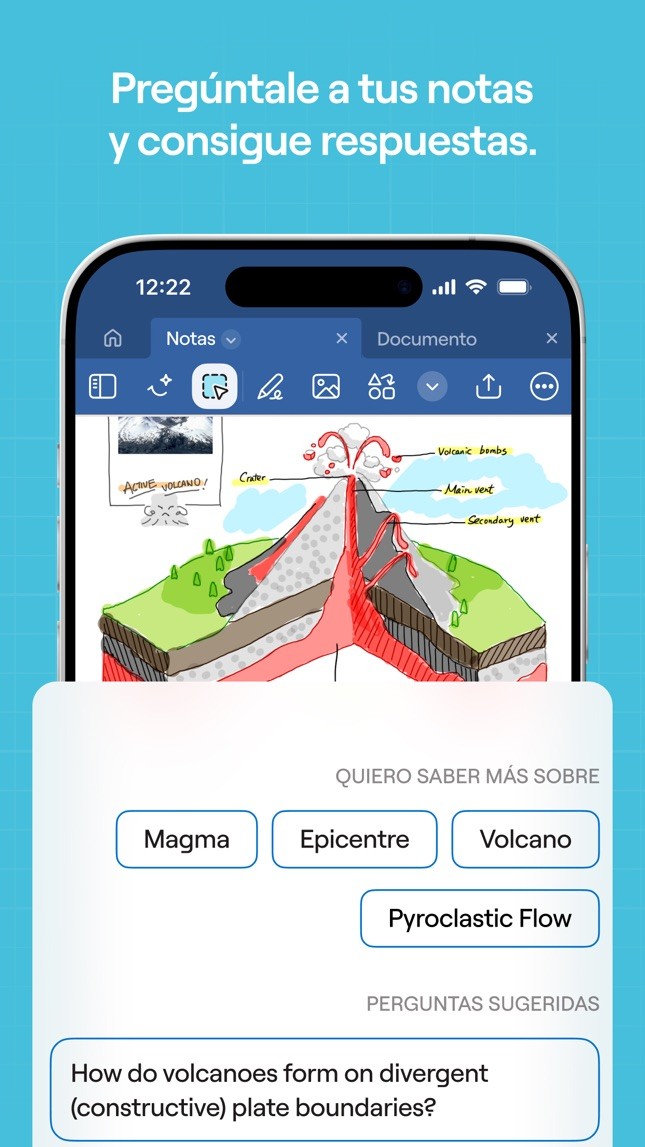 Pregúntale a tus notas
y consigue respuestas.
12:22
Notas
Documento
ACTIVE VOLCANO!
Crater
Volcanic bombs
Main vent
Secondary vent
QUIERO SABER MÁS SOBRE
Magma Epicentre Volcano
Pyroclastic Flow
PERGUNTAS SUGERIDAS
How do volcanoes form on divergent
(constructive) plate boundaries?